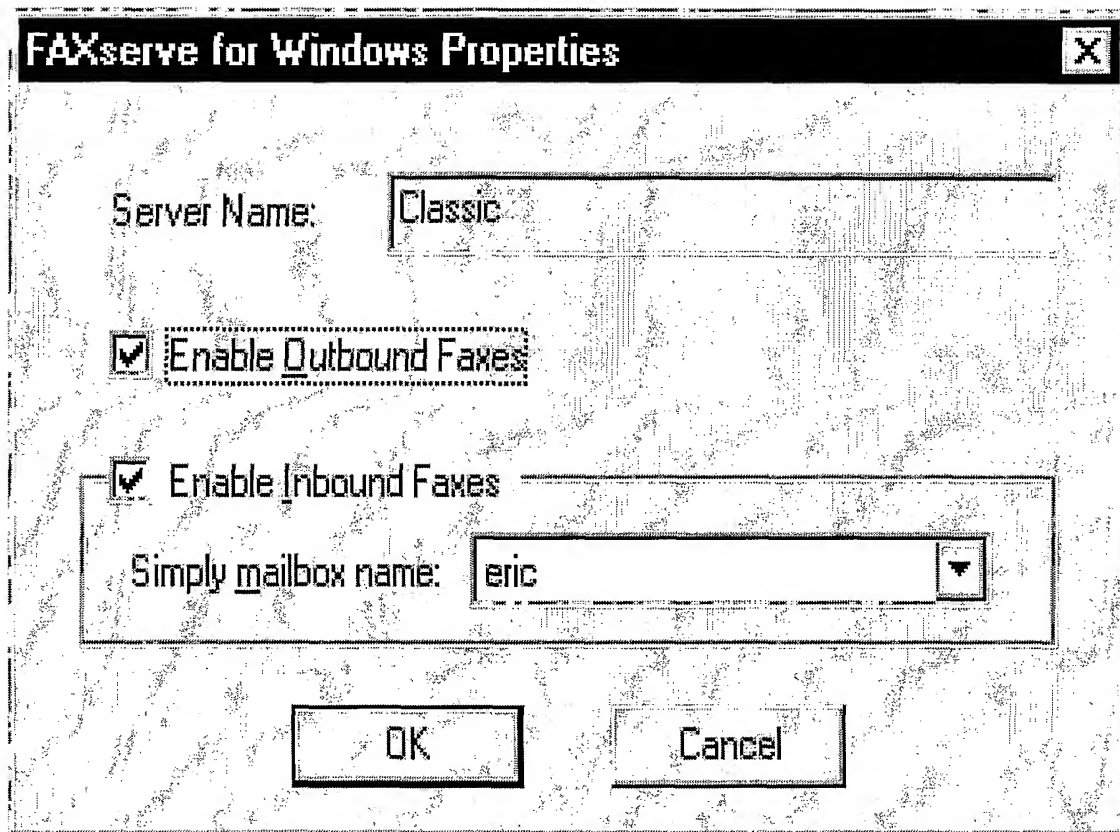 FAXserve for Windows Properties
Server Name: Classic
Enable Outbound Faxes
Enable Inbound Faxes
Simply mailbox name: eric
OK Cancel